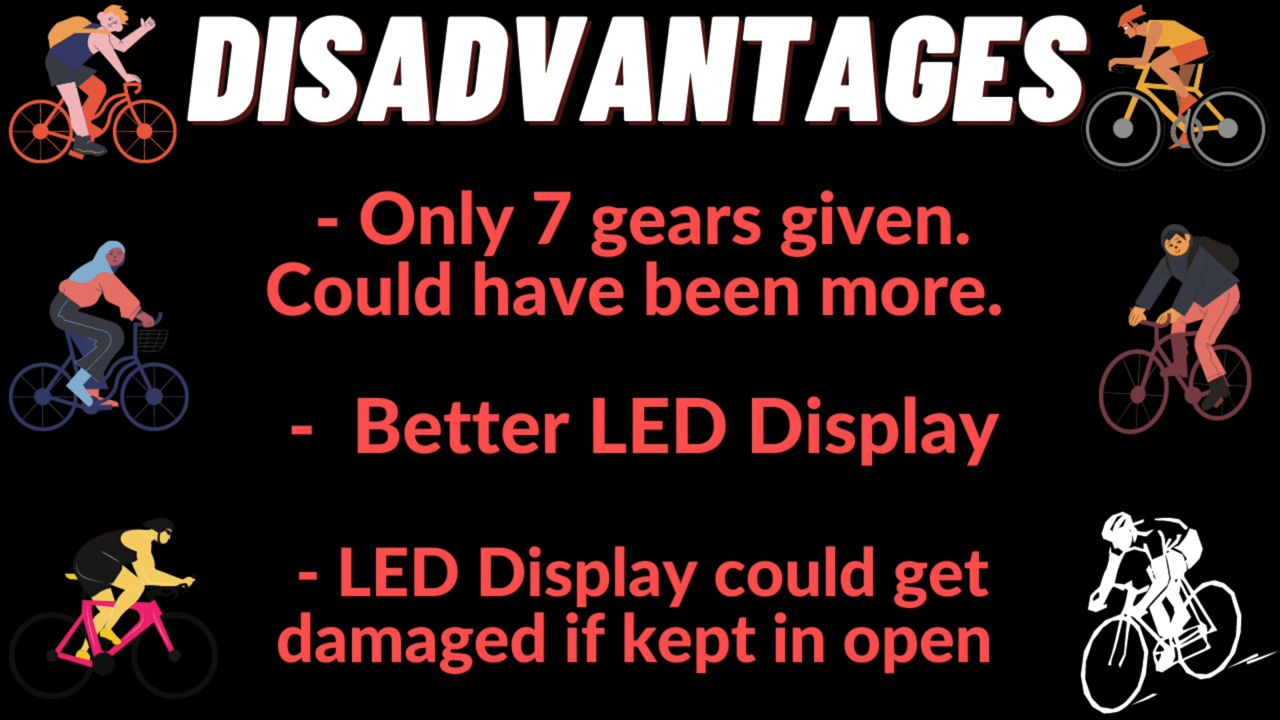 DISADVANTAGES
- Only 7 gears given.
Could have been more.
- Better LED Display
- LED Display could get
damaged if kept in open